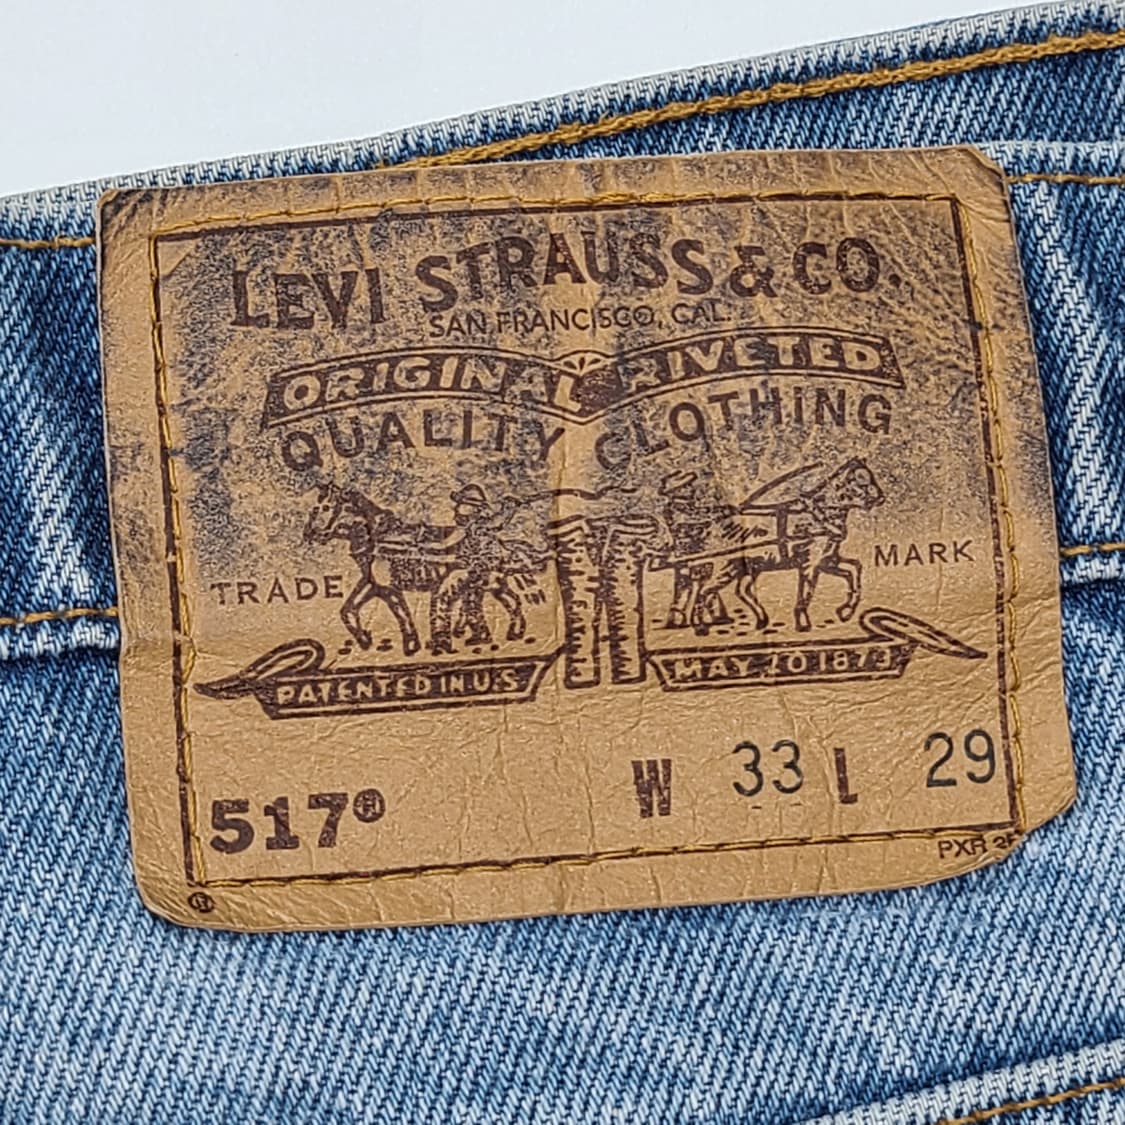 LEVI STRAUSS & CO.
SAN FRANCISCO, CAL.
ORIGINAL RIVETED
QUALITY CLOTHING
TRADE MARK
PATENTED IN U.S. MAY 20 1873
517® W 33 L 29
PXR